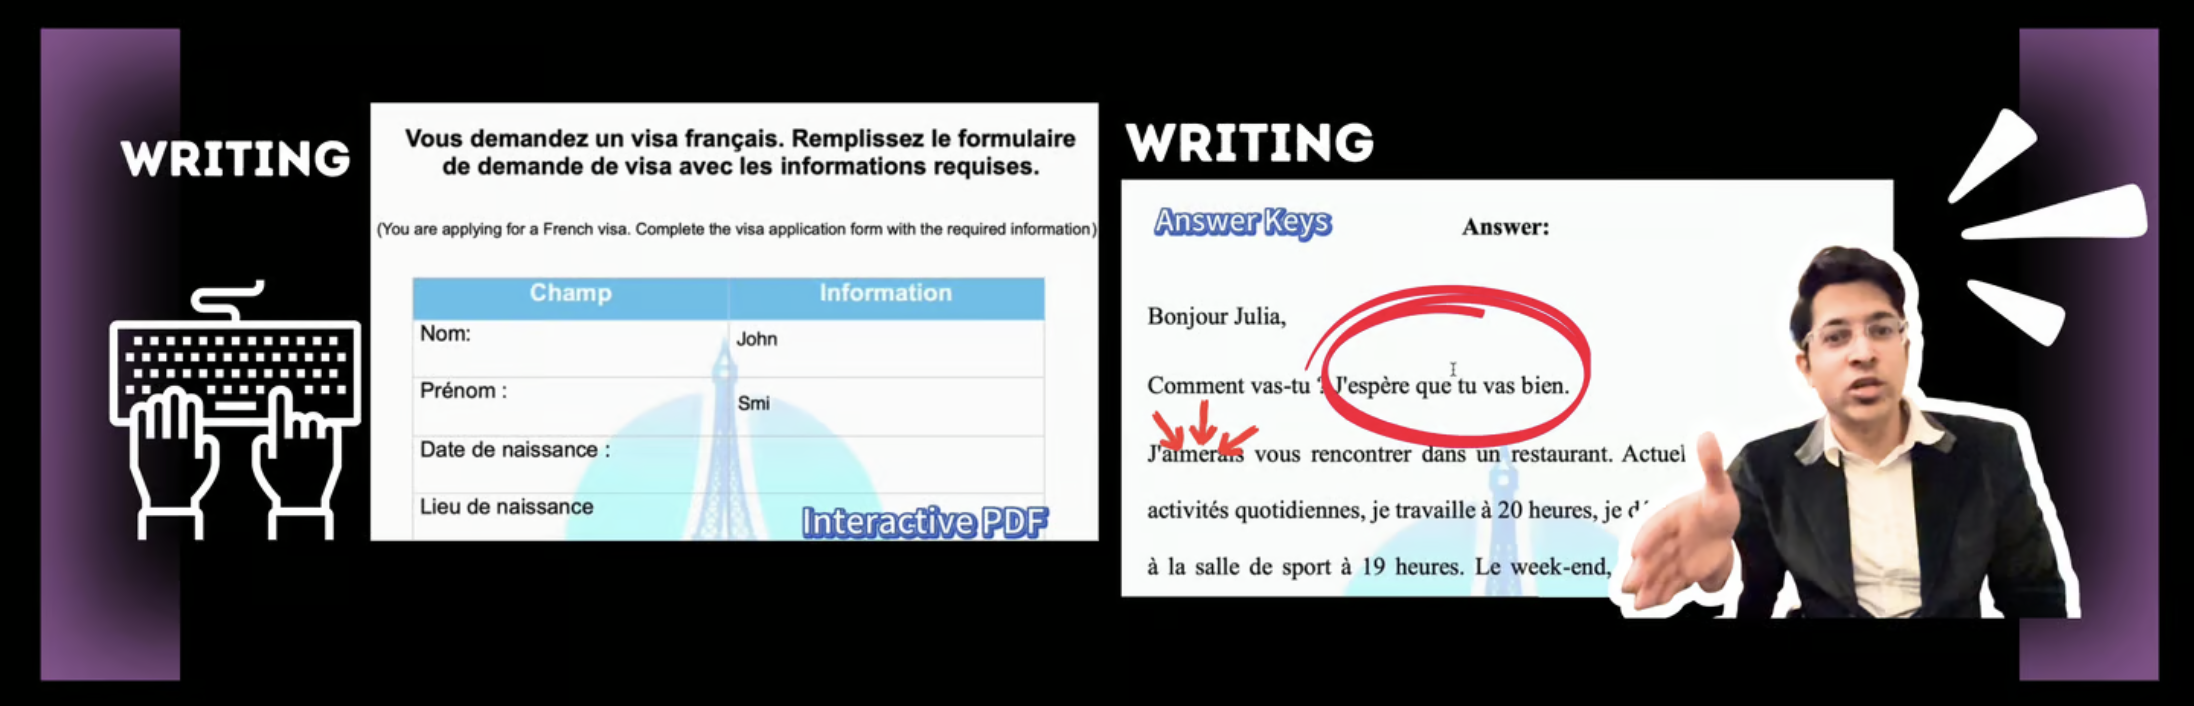 WRITING
Vous demandez un visa français. Remplissez le formulaire
de demande de visa avec les informations requises.
(You are applying for a French visa. Complete the visa application form with the required information)
Champ Information
Nom: John
Prénom : Smi
Date de naissance :
Lieu de naissance
Interactive PDF
WRITING
Answer Keys
Answer:
Bonjour Julia,
Comment vas-tu ? J'espère que tu vas bien.
J'aimerais vous rencontrer dans un restaurant. Actuel
activités quotidiennes, je travaille à 20 heures, je
à la salle de sport à 19 heures. Le week-end,